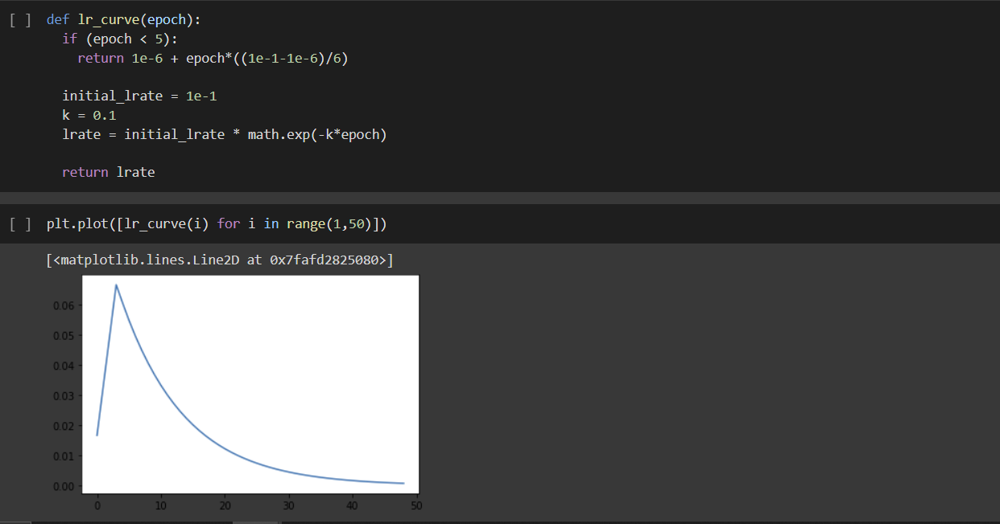 [ ] def lr_curve(epoch):
if (epoch < 5):
return 1e-6 + epoch*((1e-1-1e-6)/6)
initial_lrate = 1e-1
k = 0.1
lrate = initial_lrate * math.exp(-k*epoch)
return lrate
[ ] plt.plot([lr_curve(i) for i in range(1,50)])
[<matplotlib.lines.Line2D at 0x7fafd2825080>]
0.06
0.05
0.04
0.03
0.02
0.01
0.00
0 10 20 30 40 50